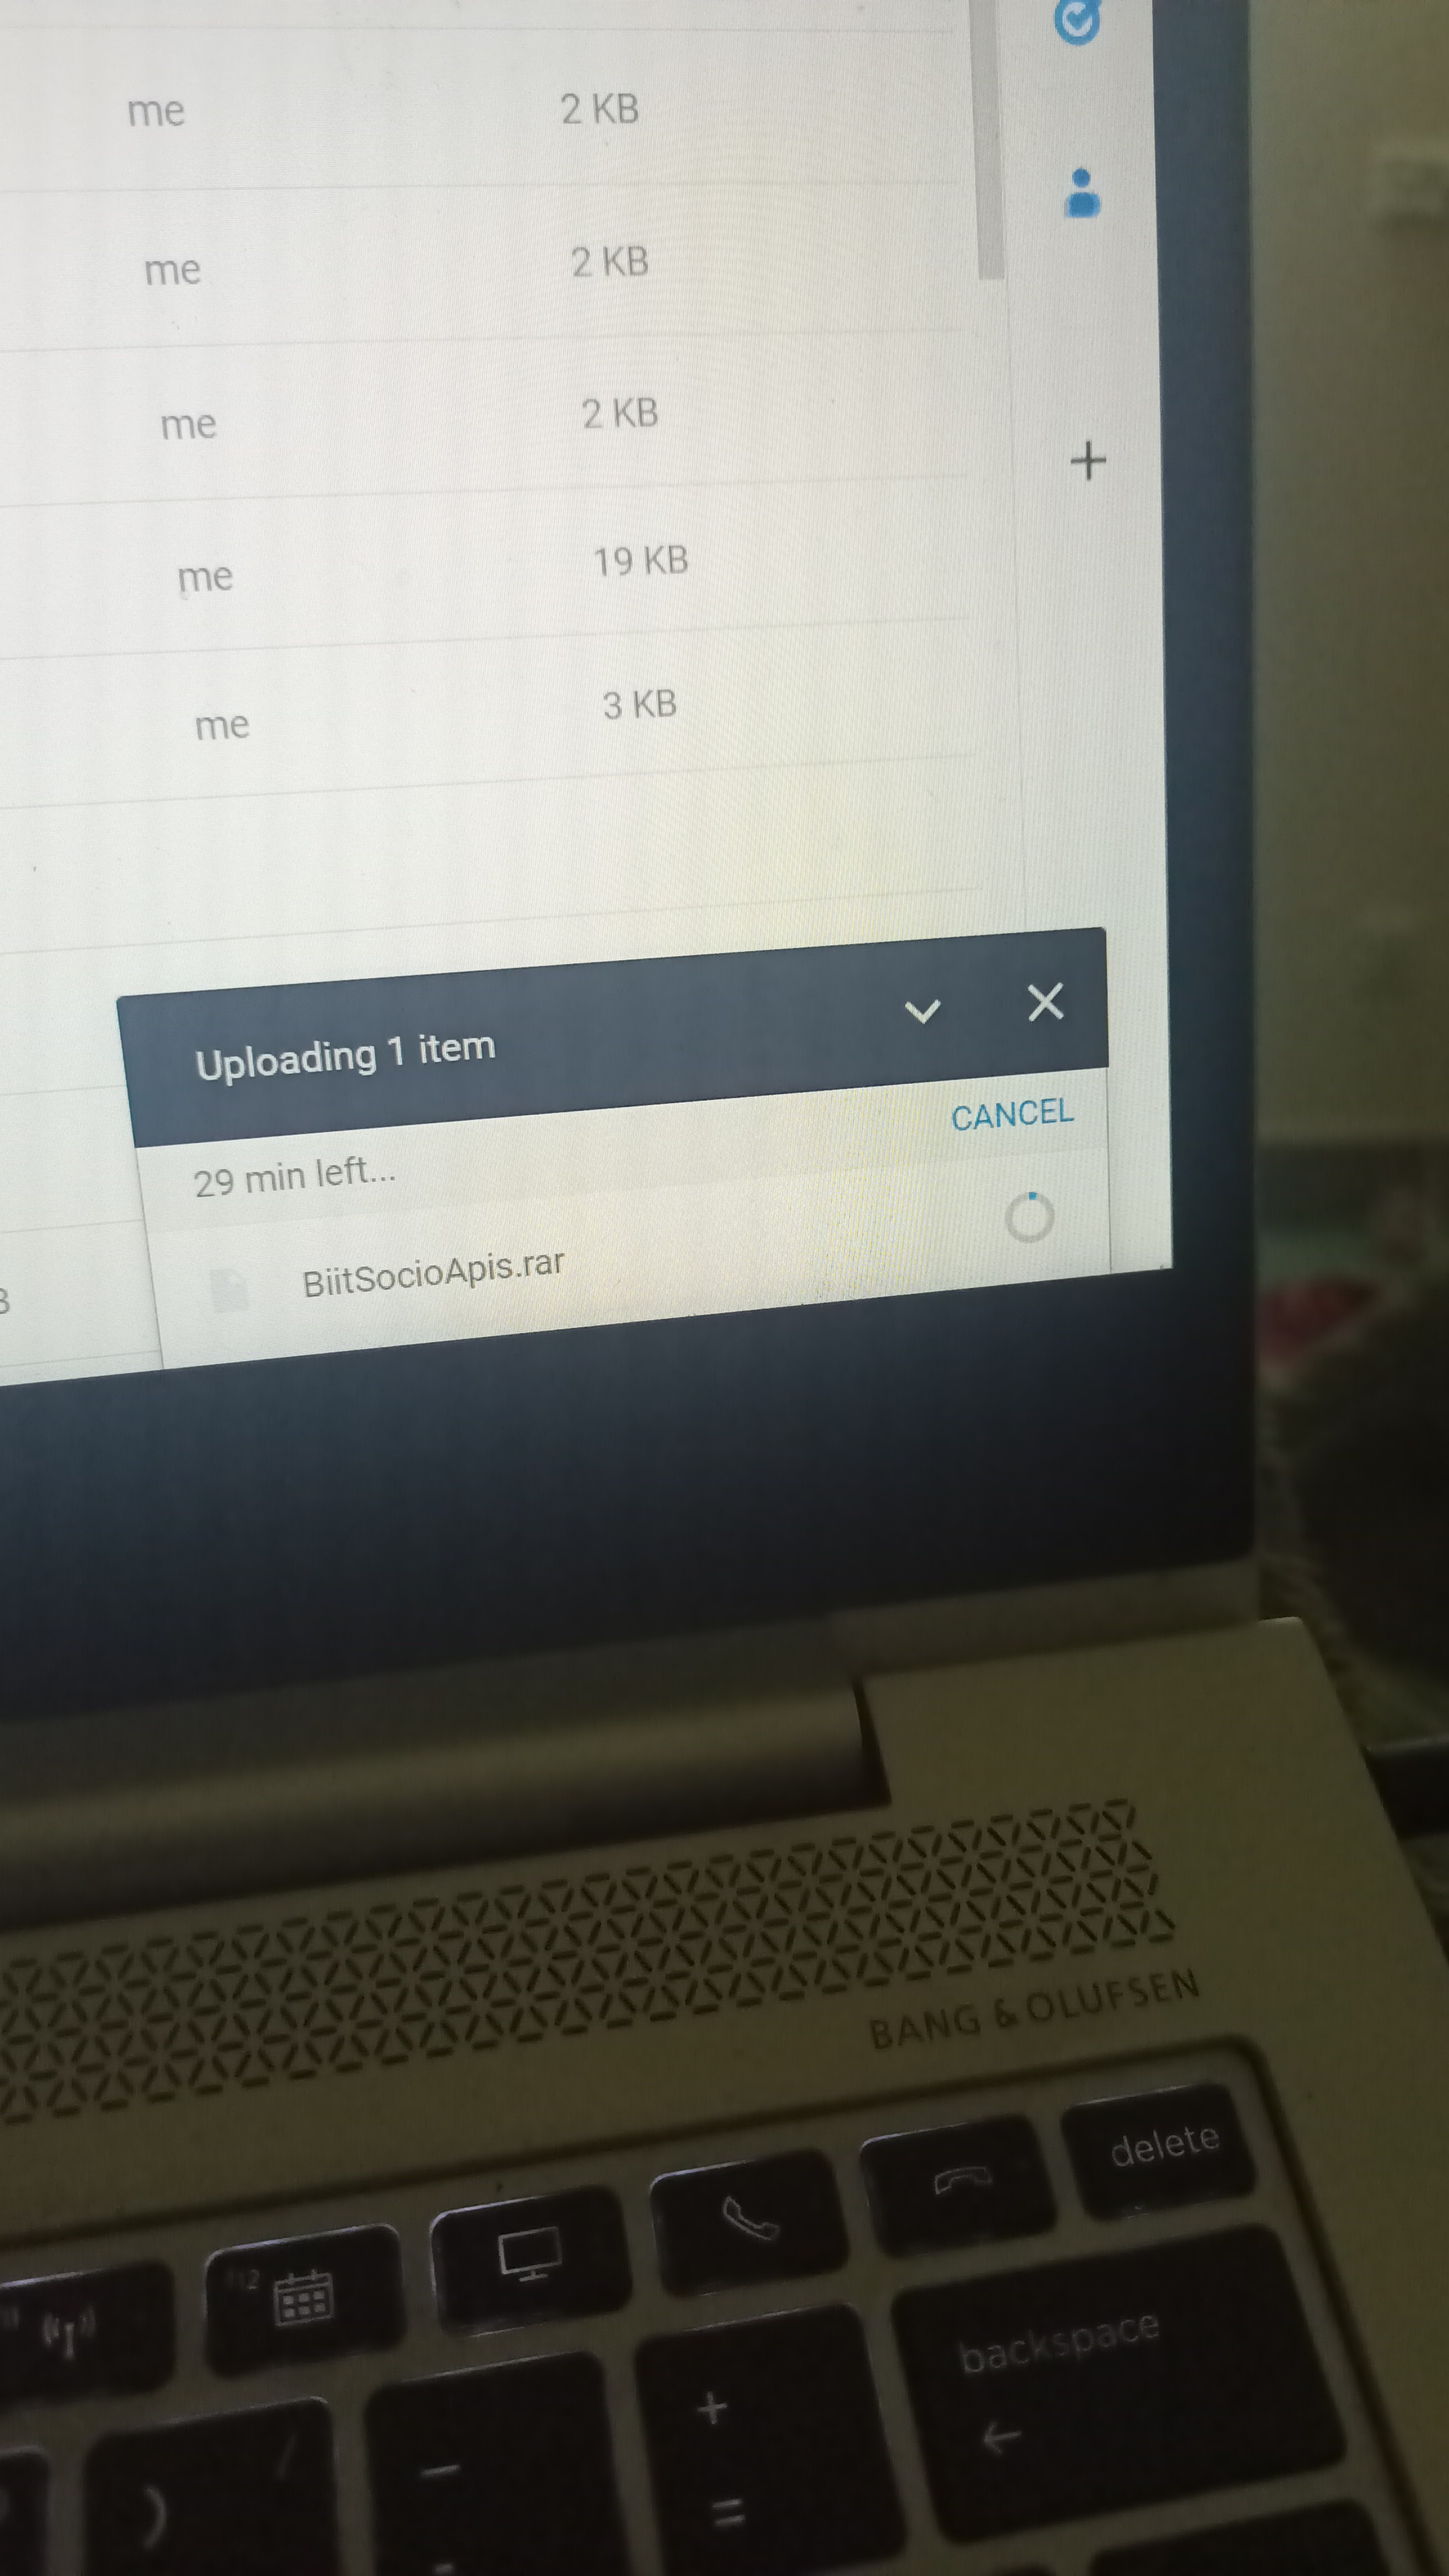 me 2 KB
me 2 KB
me 2 KB
me 19 KB
me 3 KB
Uploading 1 item
CANCEL
29 min left...
BiitSocioApis.rar
B
BANG & OLUFSEN
delete
f12
backspace
+
=
)